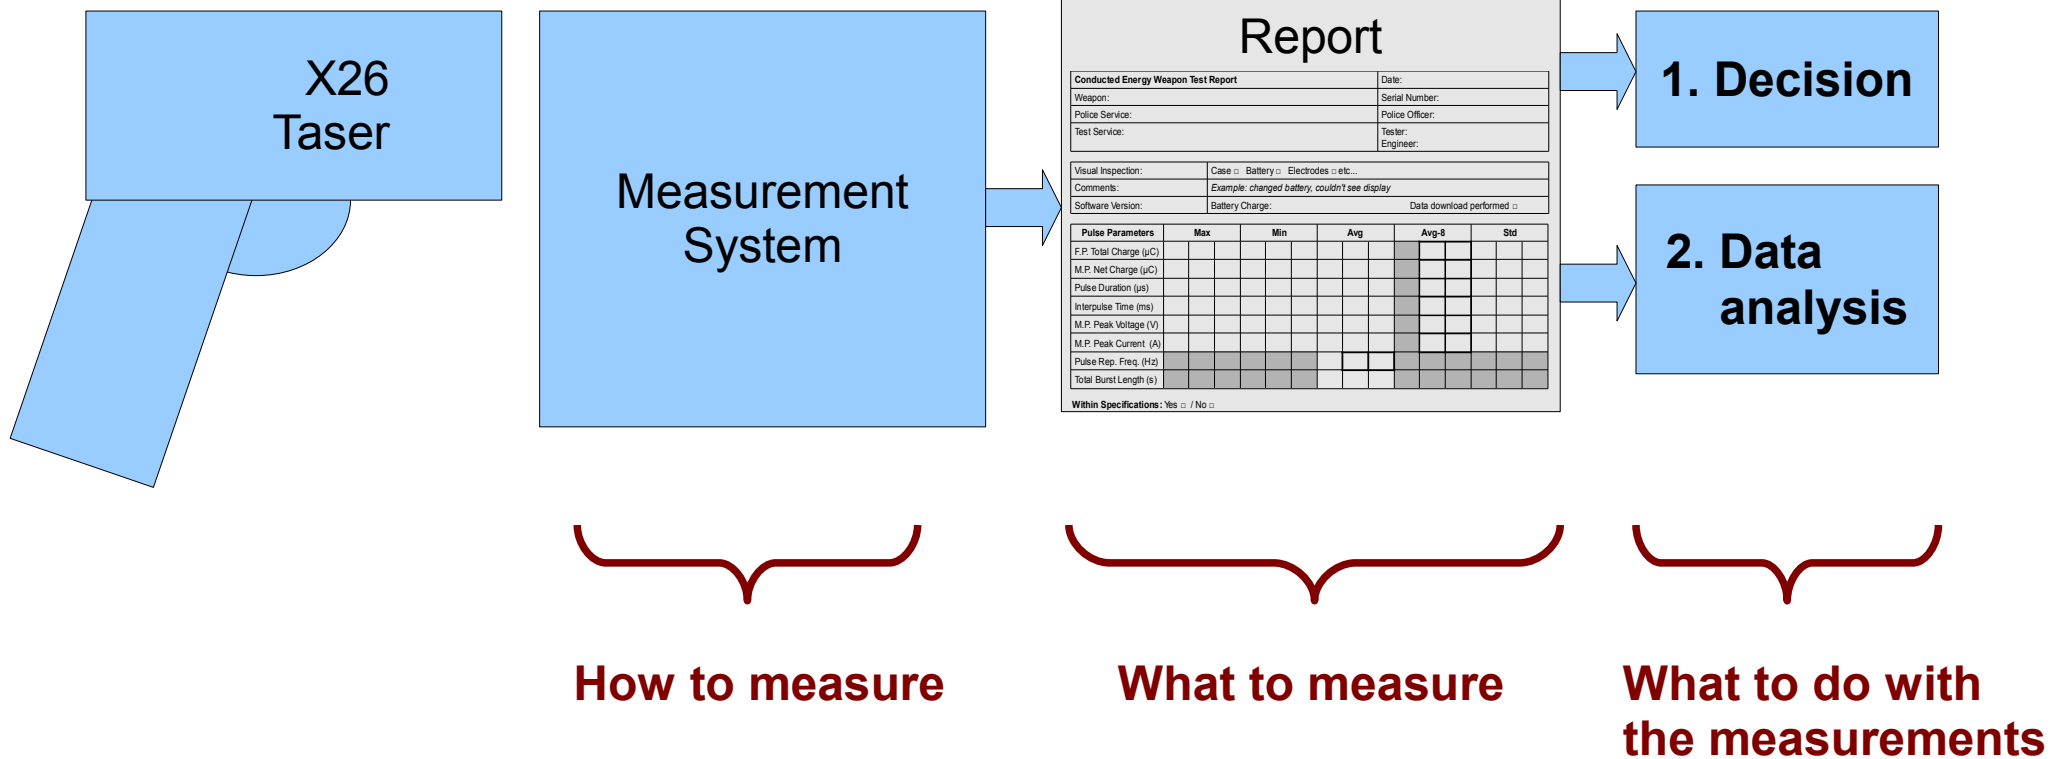 X26
Taser
Measurement
System
Report
Conducted Energy Weapon Test Report Date:
Weapon: Serial Number:
Police Service: Police Officer:
Test Service: Tester:
Engineer:
Visual Inspection: Case □ Battery □ Electrodes □ etc...
Comments: Example: changed battery, couldn't see display
Software Version: Battery Charge: Data download performed □
Pulse Parameters Max Min Avg Avg-8 Std
F.P. Total Charge (µC)
M.P. Net Charge (µC)
Pulse Duration (µs)
Interpulse Time (ms)
M.P. Peak Voltage (V)
M.P. Peak Current (A)
Pulse Rep. Freq. (Hz)
Total Burst Length (s)
Within Specifications: Yes □ / No □
1. Decision
2. Data
analysis
How to measure
What to measure
What to do with
the measurements